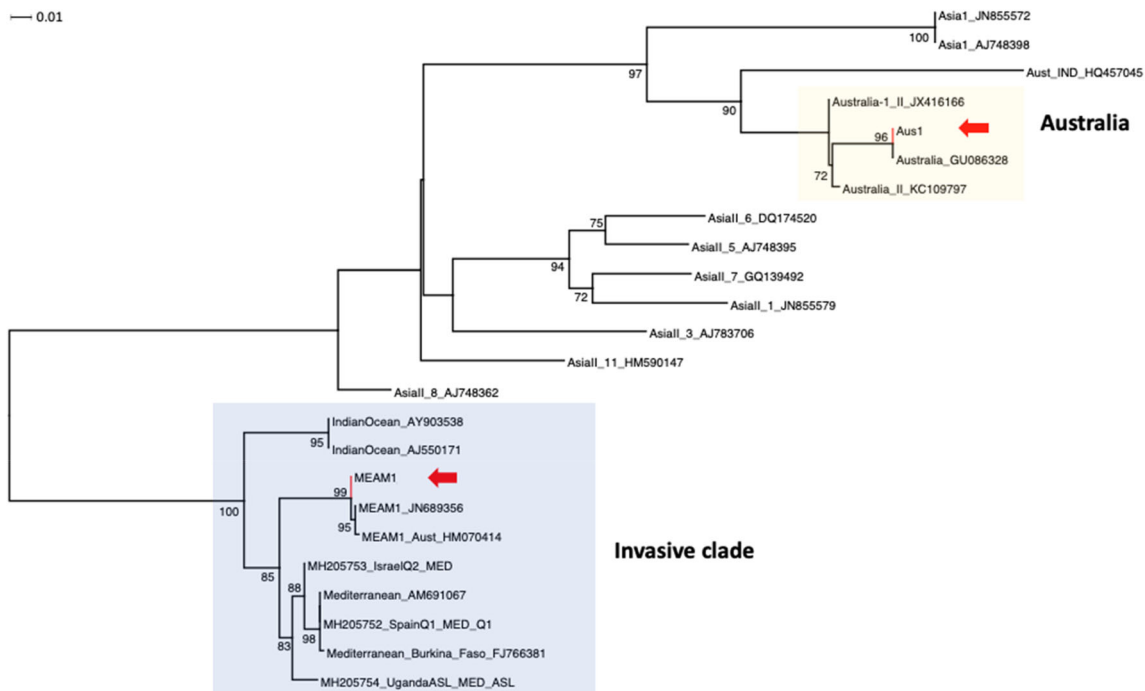 0.01
Asia1_JN855572
100
Asia1_AJ748398
97
Aust_IND_HQ457045
90
Australia-1_II_JX416166
Australia
96
Aus1
Australia_GU086328
72
Australia_II_KC109797
75
AsiaII_6_DQ174520
AsiaII_5_AJ748395
94
AsiaII_7_GQ139492
72
AsiaII_1_JN855579
AsiaII_3_AJ783706
AsiaII_11_HM590147
AsiaII_8_AJ748362
IndianOcean_AY903538
95
IndianOcean_AJ550171
MEAM1
99
100
MEAM1_JN689356
95
MEAM1_Aust_HM070414
Invasive clade
MH205753_IsraelQ2_MED
85
88
Mediterranean_AM691067
MH205752_SpainQ1_MED_Q1
98
83
Mediterranean_Burkina_Faso_FJ766381
MH205754_UgandaASL_MED_ASL